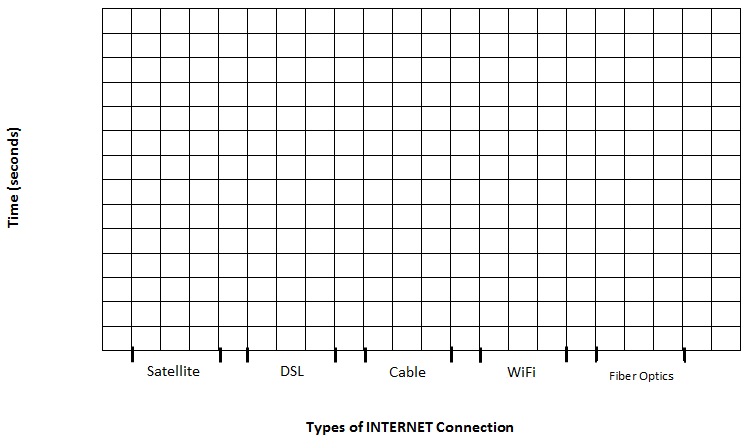 Time (seconds)
Satellite DSL Cable WiFi Fiber Optics
Types of INTERNET Connection